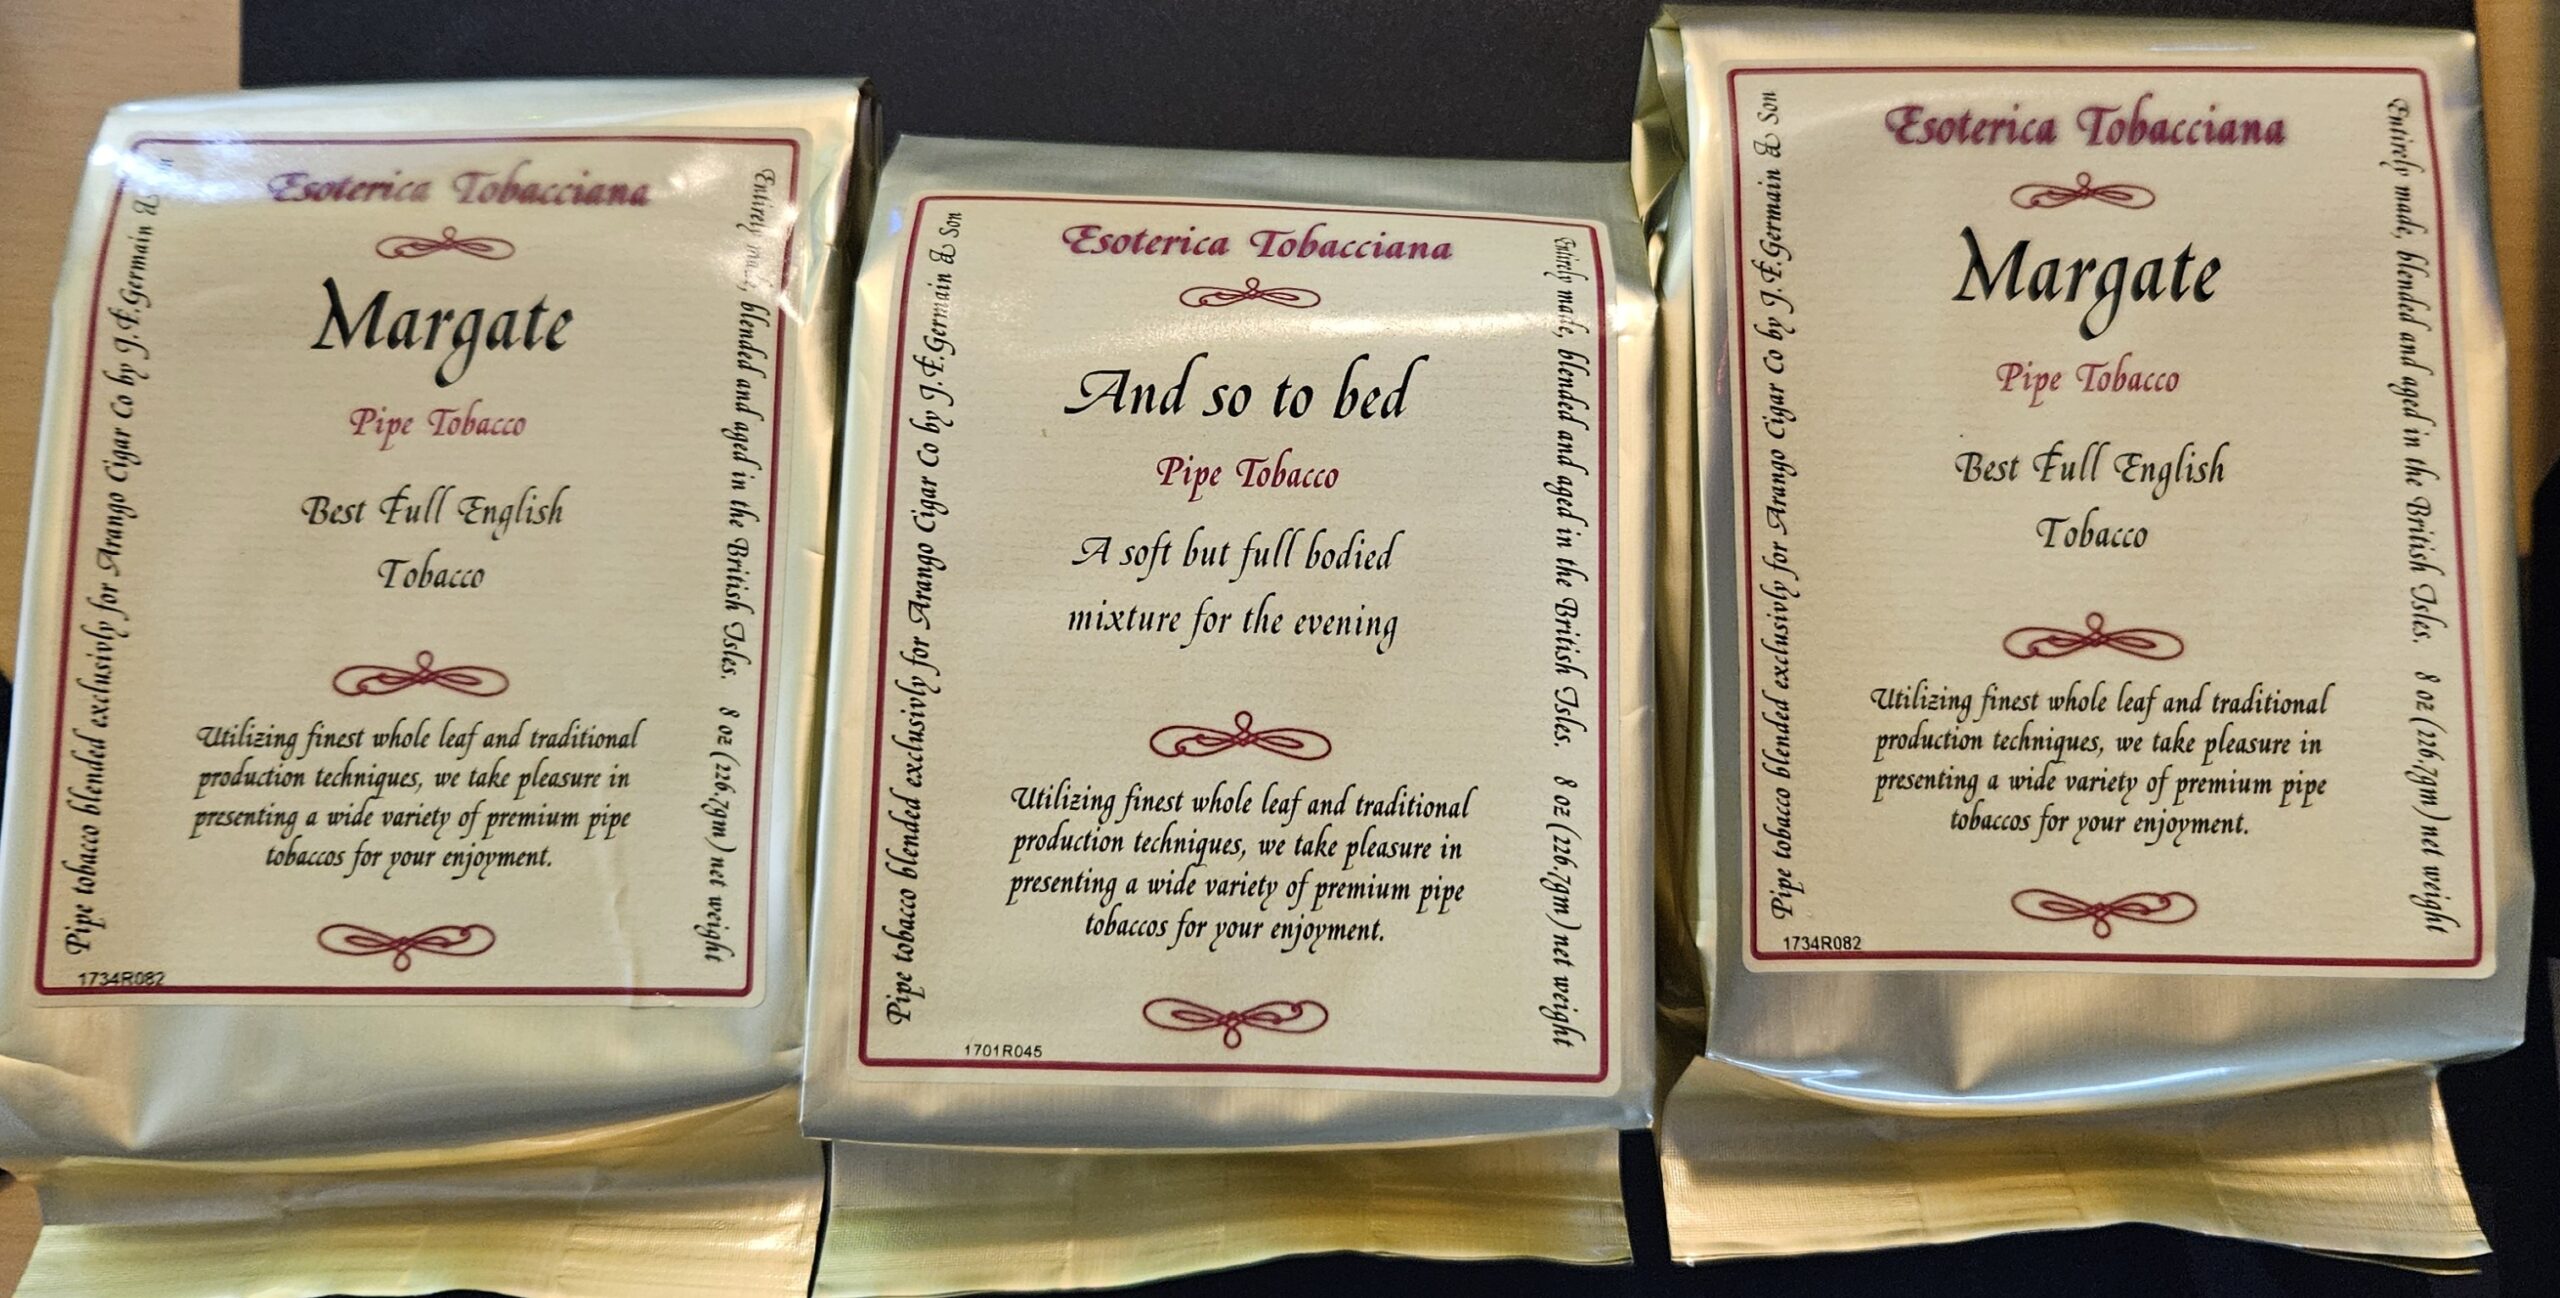 Esoterica Tobacciana
Margate
Pipe Tobacco
Best Full English
Tobacco
Utilizing finest whole leaf and traditional
production techniques, we take pleasure in
presenting a wide variety of premium pipe
tobaccos for your enjoyment.
Pipe tobacco blended exclusivly for Arango Cigar Co by J.F.Germain &
Entirely made, blended and aged in the British Isles. 8 oz (226.7gm) net weight
1734R082
Esoterica Tobacciana
And so to bed
Pipe Tobacco
A soft but full bodied
mixture for the evening
Utilizing finest whole leaf and traditional
production techniques, we take pleasure in
presenting a wide variety of premium pipe
tobaccos for your enjoyment.
Pipe tobacco blended exclusivly for Arango Cigar Co by J.F.Germain & Son
Entirely made, blended and aged in the British Isles. 8 oz (226.7gm) net weight
1701R045
Esoterica Tobacciana
Margate
Pipe Tobacco
Best Full English
Tobacco
Utilizing finest whole leaf and traditional
production techniques, we take pleasure in
presenting a wide variety of premium pipe
tobaccos for your enjoyment.
Pipe tobacco blended exclusivly for Arango Cigar Co by J.F.Germain & Son
Entirely made, blended and aged in the British Isles. 8 oz (226.7gm) net weight
1734R082